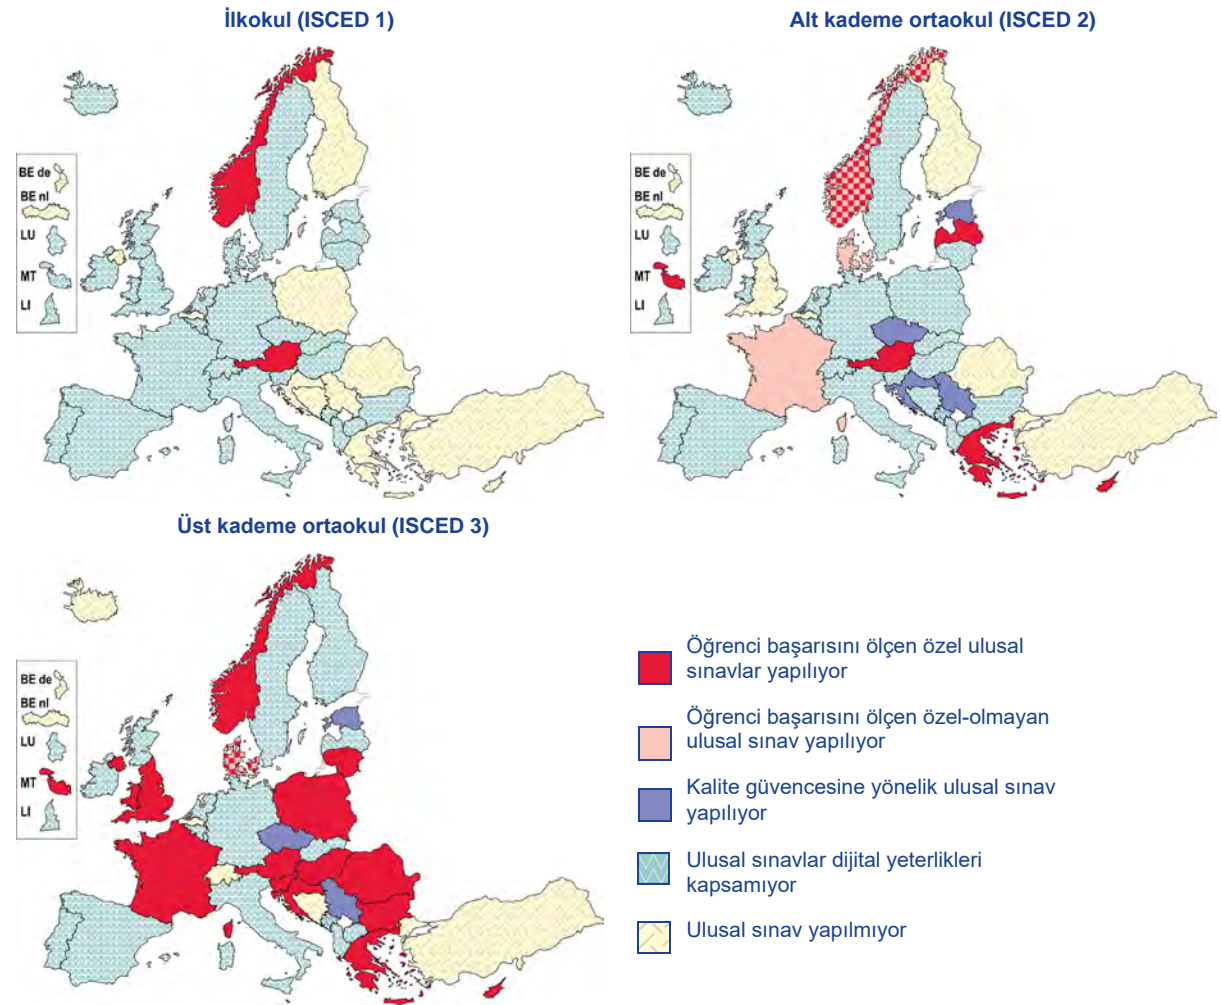 İlkokul (ISCED 1)
Alt kademe ortaokul (ISCED 2)
BE de
BE nl
LU
MT
LI
BE de
BE nl
LU
MT
LI
Üst kademe ortaokul (ISCED 3)
BE de
BE nl
LU
MT
LI
Öğrenci başarısını ölçen özel ulusal
sınavlar yapılıyor
Öğrenci başarısını ölçen özel-olmayan
ulusal sınav yapılıyor
Kalite güvencesine yönelik ulusal sınav
yapılıyor
Ulusal sınavlar dijital yeterlikleri
kapsamıyor
Ulusal sınav yapılmıyor